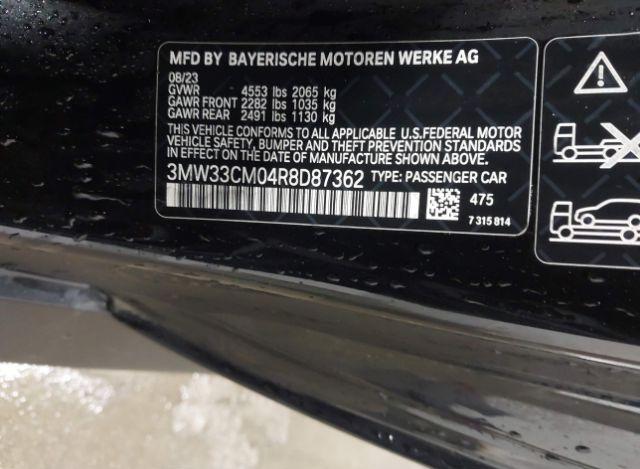 MFD BY BAYERISCHE MOTOREN WERKE AG
08/23
GVWR 4553 lbs 2065 kg
GAWR FRONT 2282 lbs 1035 kg
GAWR REAR 2491 lbs 1130 kg
THIS VEHICLE CONFORMS TO ALL APPLICABLE U.S.FEDERAL MOTOR
VEHICLE SAFETY, BUMPER AND THEFT PREVENTION STANDARDS
IN EFFECT ON THE DATE OF MANUFACTURE SHOWN ABOVE.
3MW33CM04R8D87362 TYPE: PASSENGER CAR
475
7 315 814